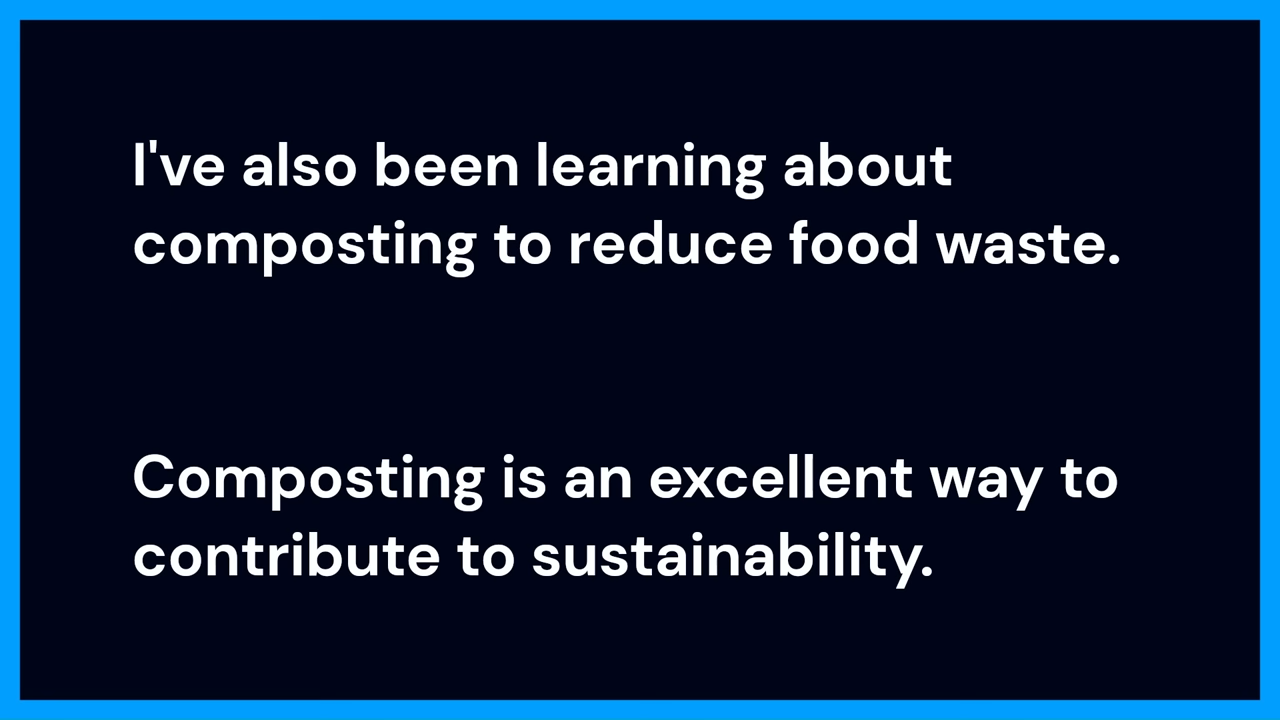 I've also been learning about
composting to reduce food waste.
Composting is an excellent way to
contribute to sustainability.